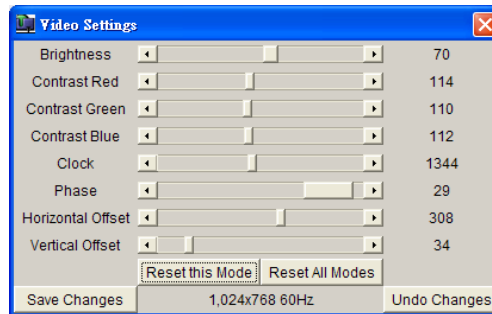 Video Settings
Brightness 70
Contrast Red 114
Contrast Green 110
Contrast Blue 112
Clock 1344
Phase 29
Horizontal Offset 308
Vertical Offset 34
Reset this Mode Reset All Modes
Save Changes 1,024x768 60Hz Undo Changes